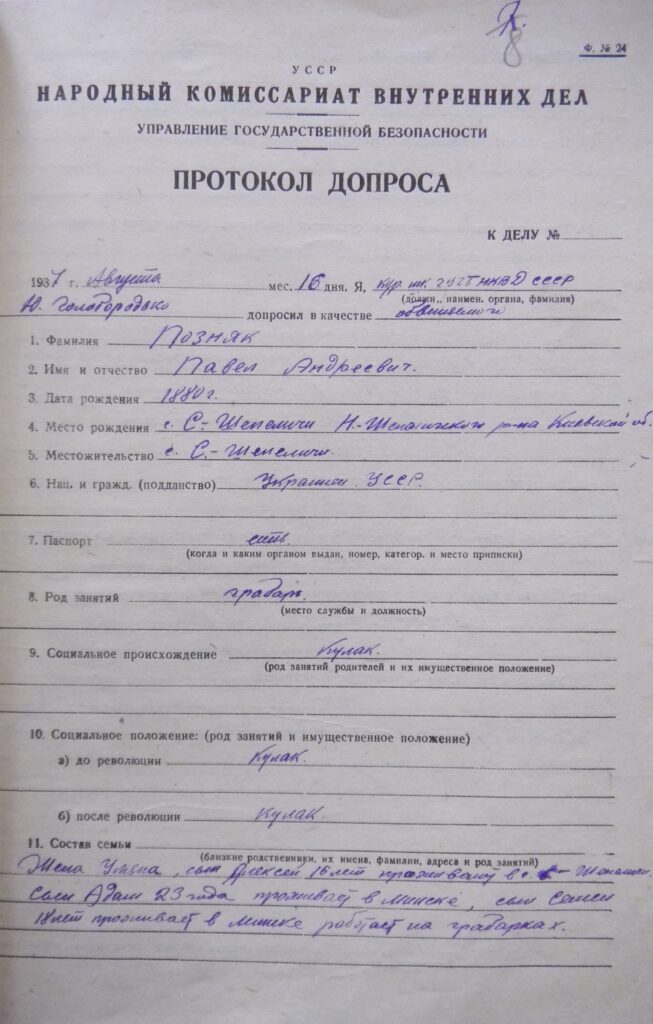 8
Ф. № 24
УССР
НАРОДНЫЙ КОМИССАРИАТ ВНУТРЕННИХ ДЕЛ
УПРАВЛЕНИЕ ГОСУДАРСТВЕННОЙ БЕЗОПАСНОСТИ
ПРОТОКОЛ ДОПРОСА
К ДЕЛУ №
1937 г. Августа мес. 16 дня. Я, кур. НКВД СССР
(должн., наимен. органа, фамилия)
Ю. Голобородько допросил в качестве обвиняемого
1. Фамилия Позняк
2. Имя и отчество Павел Андреевич.
3. Дата рождения 1880 г.
4. Место рождения с. С-Шепеличи Н-Шепеличского р-на Киевской об.
5. Местожительство с. С.-Шепеличи.
6. Нац. и гражд. (подданство) Украинец. УССР.
7. Паспорт есть
(когда и каким органом выдан, номер, категор. и место приписки)
8. Род занятий грабарь
(место службы и должность)
9. Социальное происхождение Кулак.
(род занятий родителей и их имущественное положение)
10. Социальное положение: (род занятий и имущественное положение)
а) до революции Кулак.
б) после революции кулак.
11. Состав семьи
(близкие родственники, их имена, фамилии, адреса и род занятий)
Жена сын Алексей 16 лет проживают в с. С-Шепеличи.
Сын Адам 23 года проживает в Минске, сын Семен
18 лет проживает в Минске работает на грабарках.